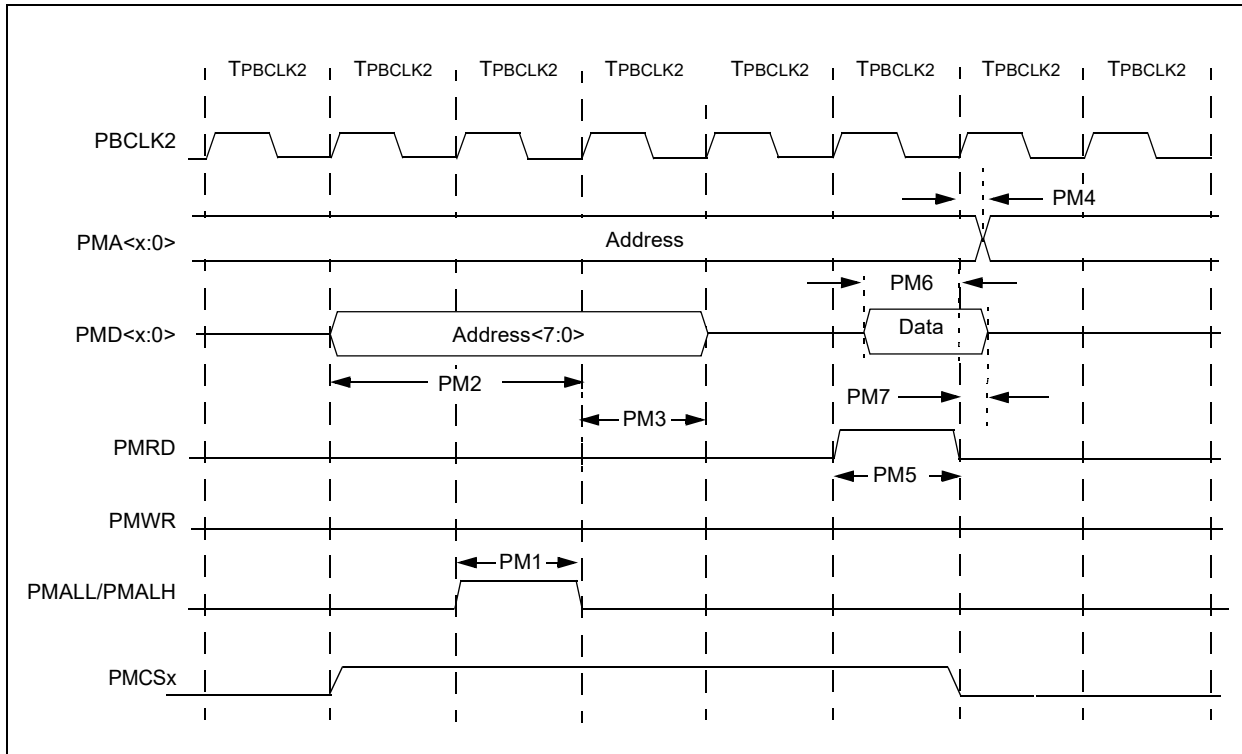 TPBCLK2 TPBCLK2 TPBCLK2 TPBCLK2 TPBCLK2 TPBCLK2 TPBCLK2 TPBCLK2
PBCLK2
PM4
PMA<x:0>
Address
PM6
PMD<x:0>
Address<7:0>
Data
PM2
PM7
PM3
PMRD
PM5
PMWR
PM1
PMALL/PMALH
PMCSx